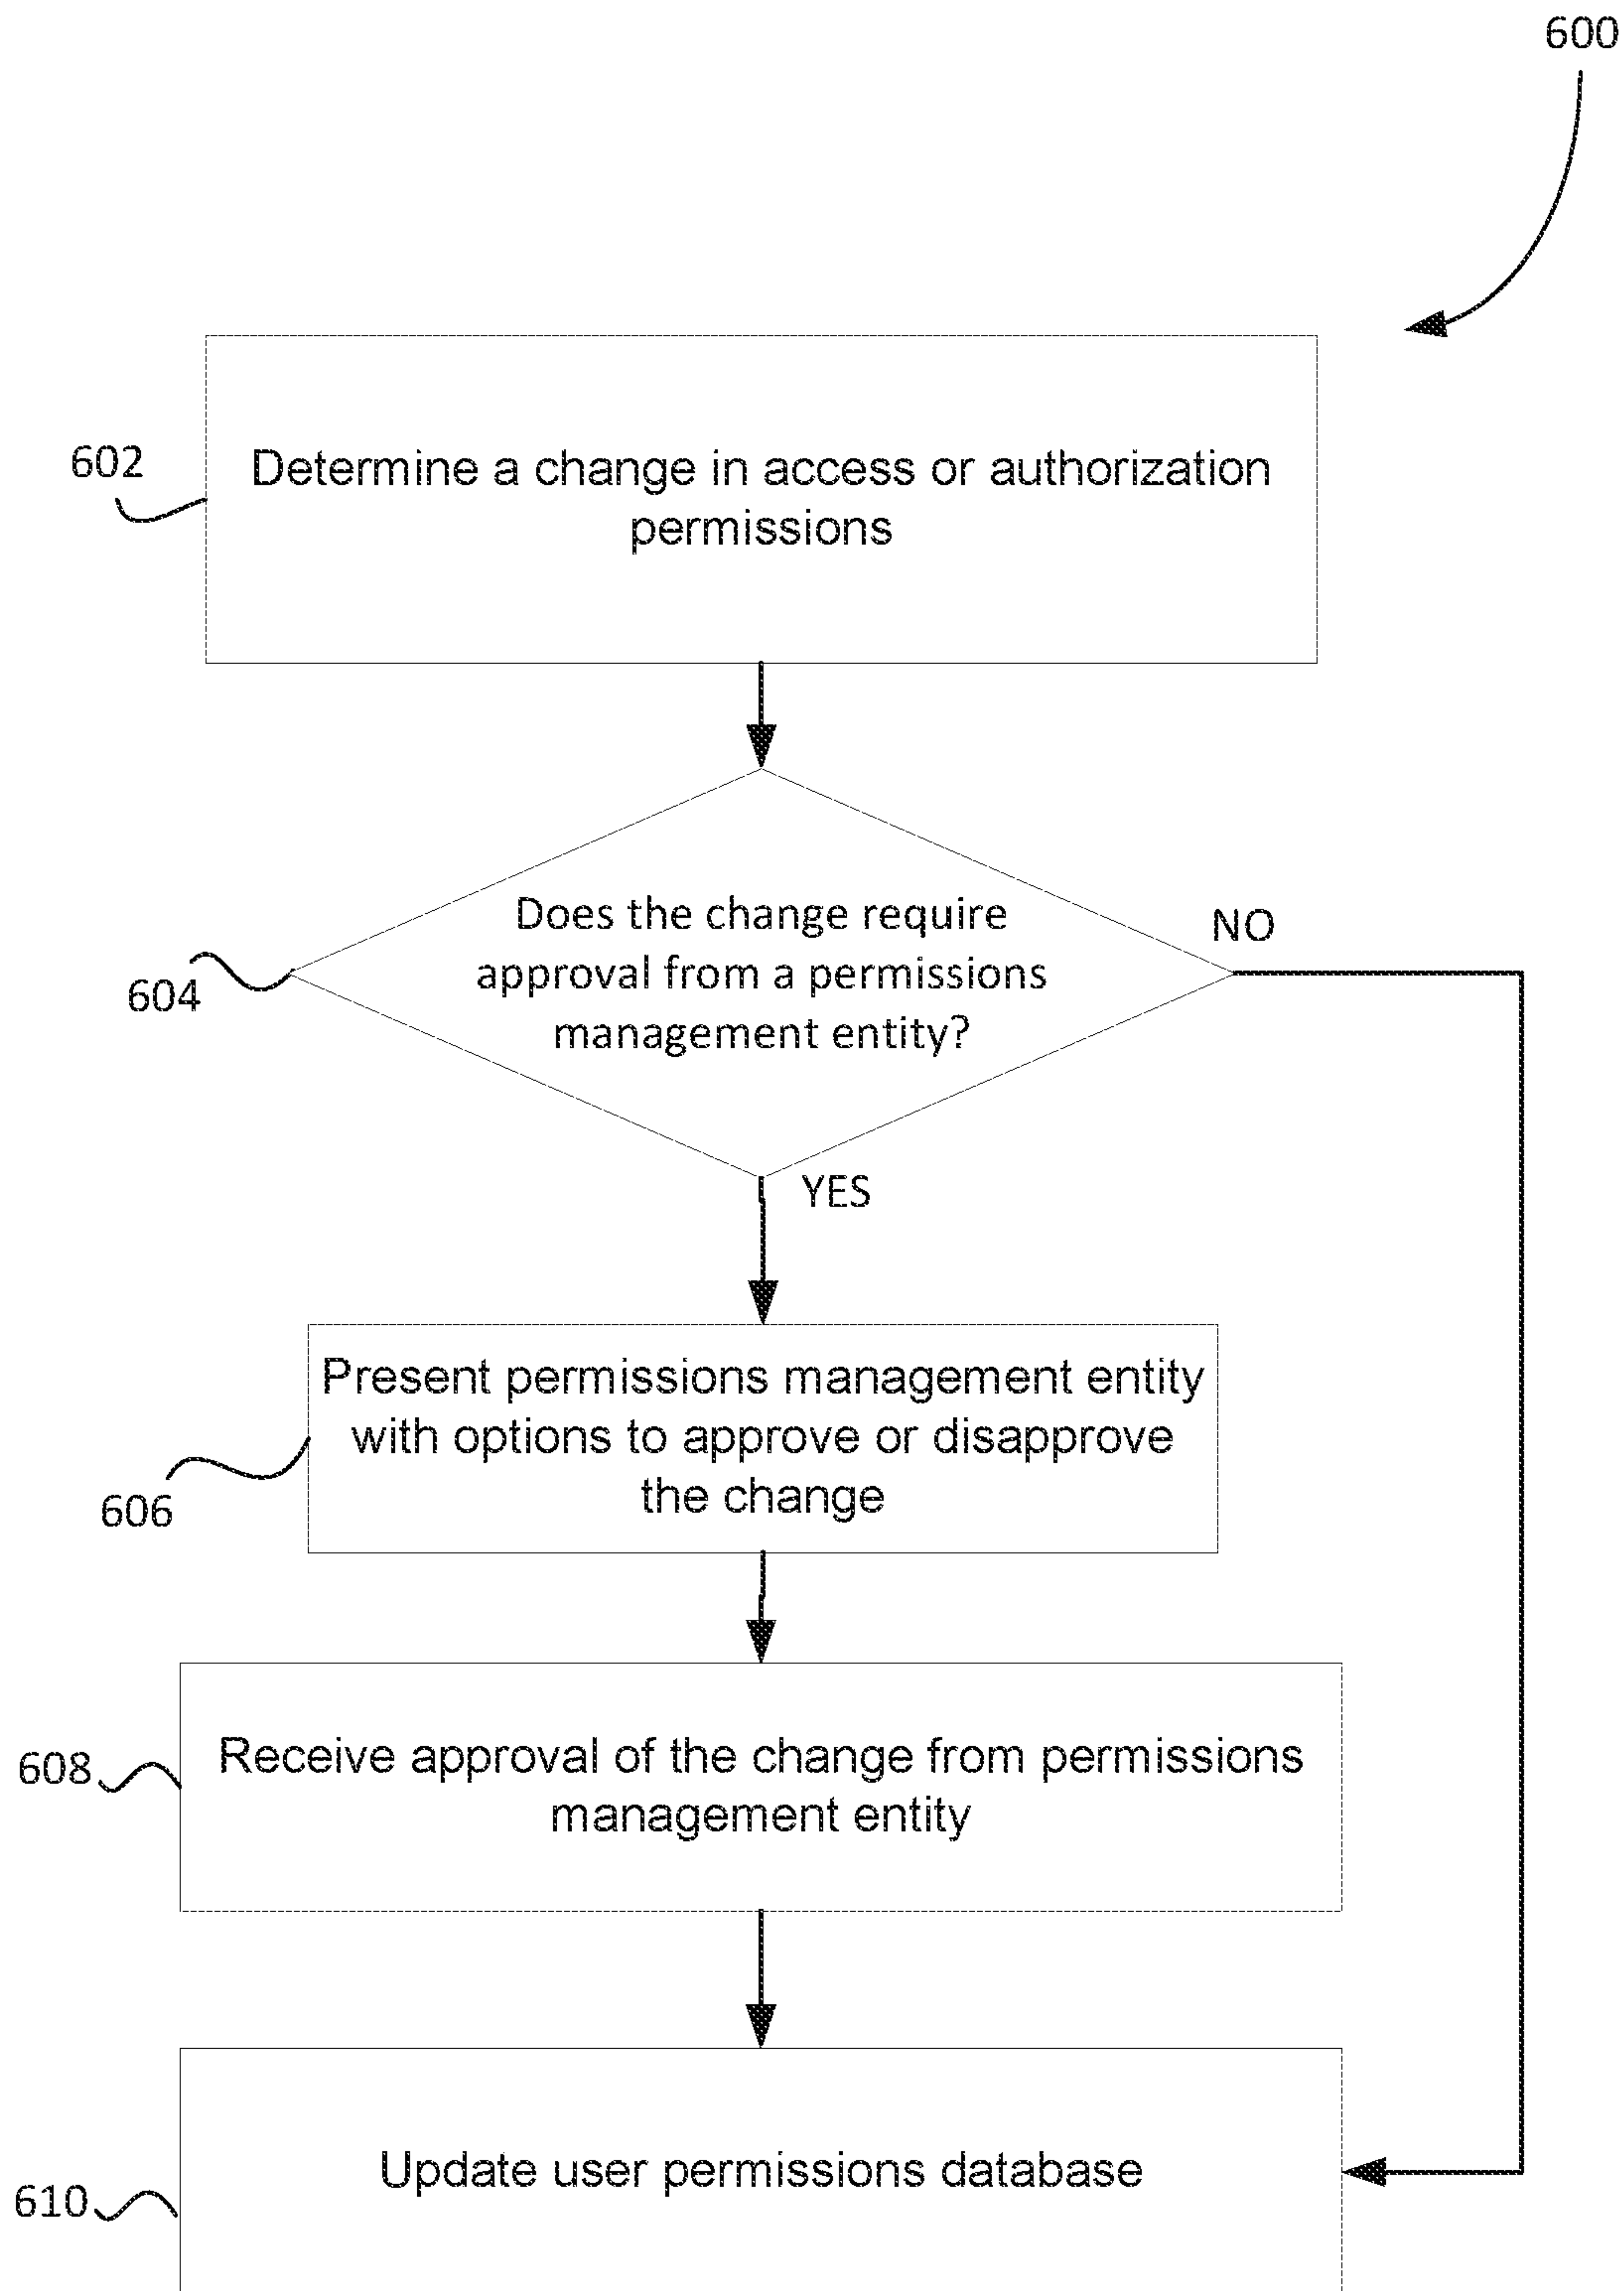 600
602
Determine a change in access or authorization
permissions
Does the change require
approval from a permissions
management entity?
NO
604
YES
Present permissions management entity
with options to approve or disapprove
the change
606
Receive approval of the change from permissions
management entity
608
Update user permissions database
610